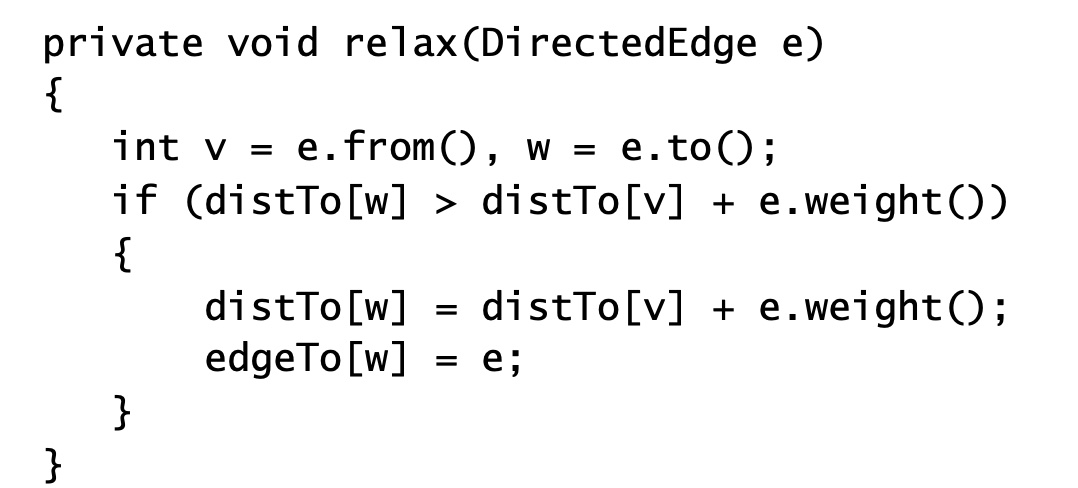 private void relax(DirectedEdge e)
{
   int v = e.from(), w = e.to();
   if (distTo[w] > distTo[v] + e.weight())
   {
       distTo[w] = distTo[v] + e.weight();
       edgeTo[w] = e;
   }
}